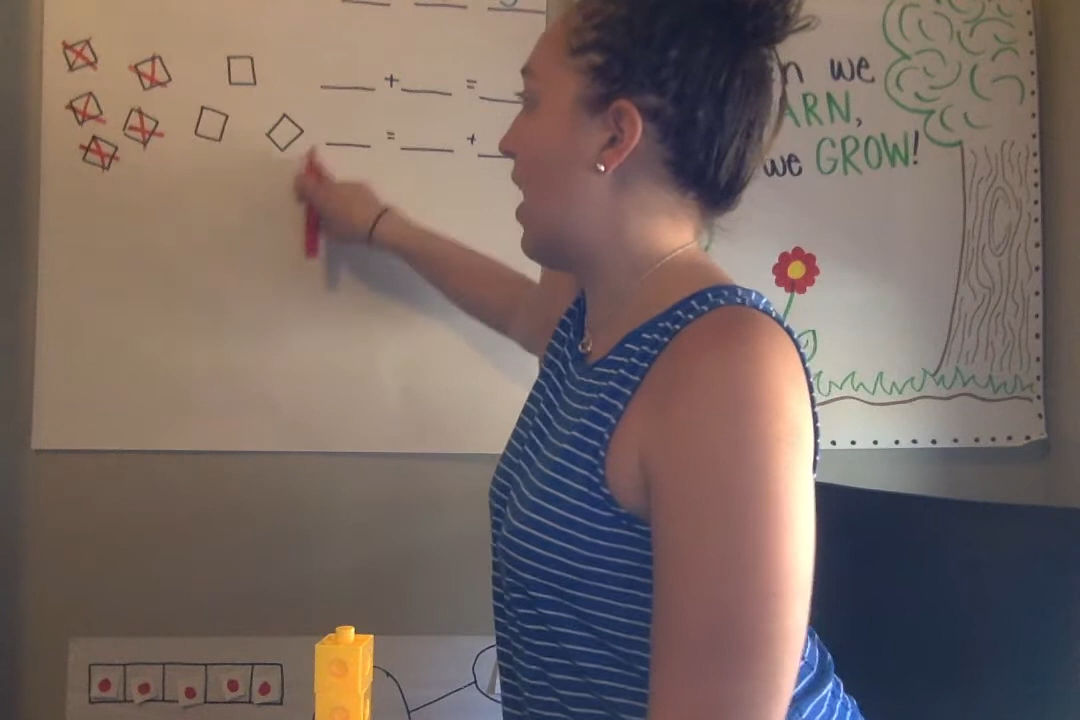 ___ + ___ = ___
___ = ___ + ___
we
ARN,
we GROW!